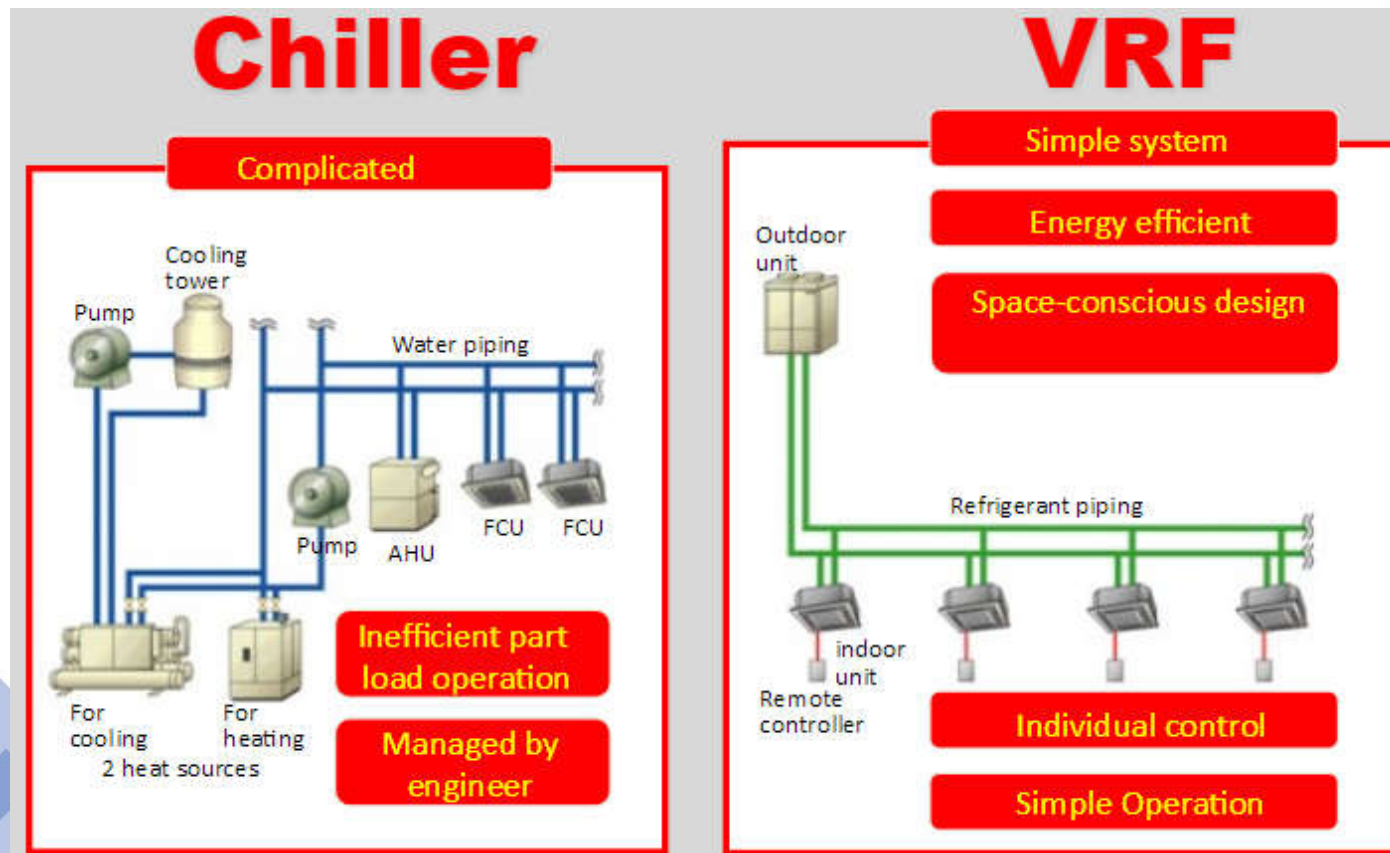 Chiller
Complicated
Cooling
tower
Pump
Water piping
Pump
AHU
FCU
FCU
Inefficient part
load operation
For
cooling
For
heating
2 heat sources
Managed by
engineer
VRF
Simple system
Energy efficient
Space-conscious design
Outdoor
unit
Refrigerant piping
indoor
unit
Remote
controller
Individual control
Simple Operation